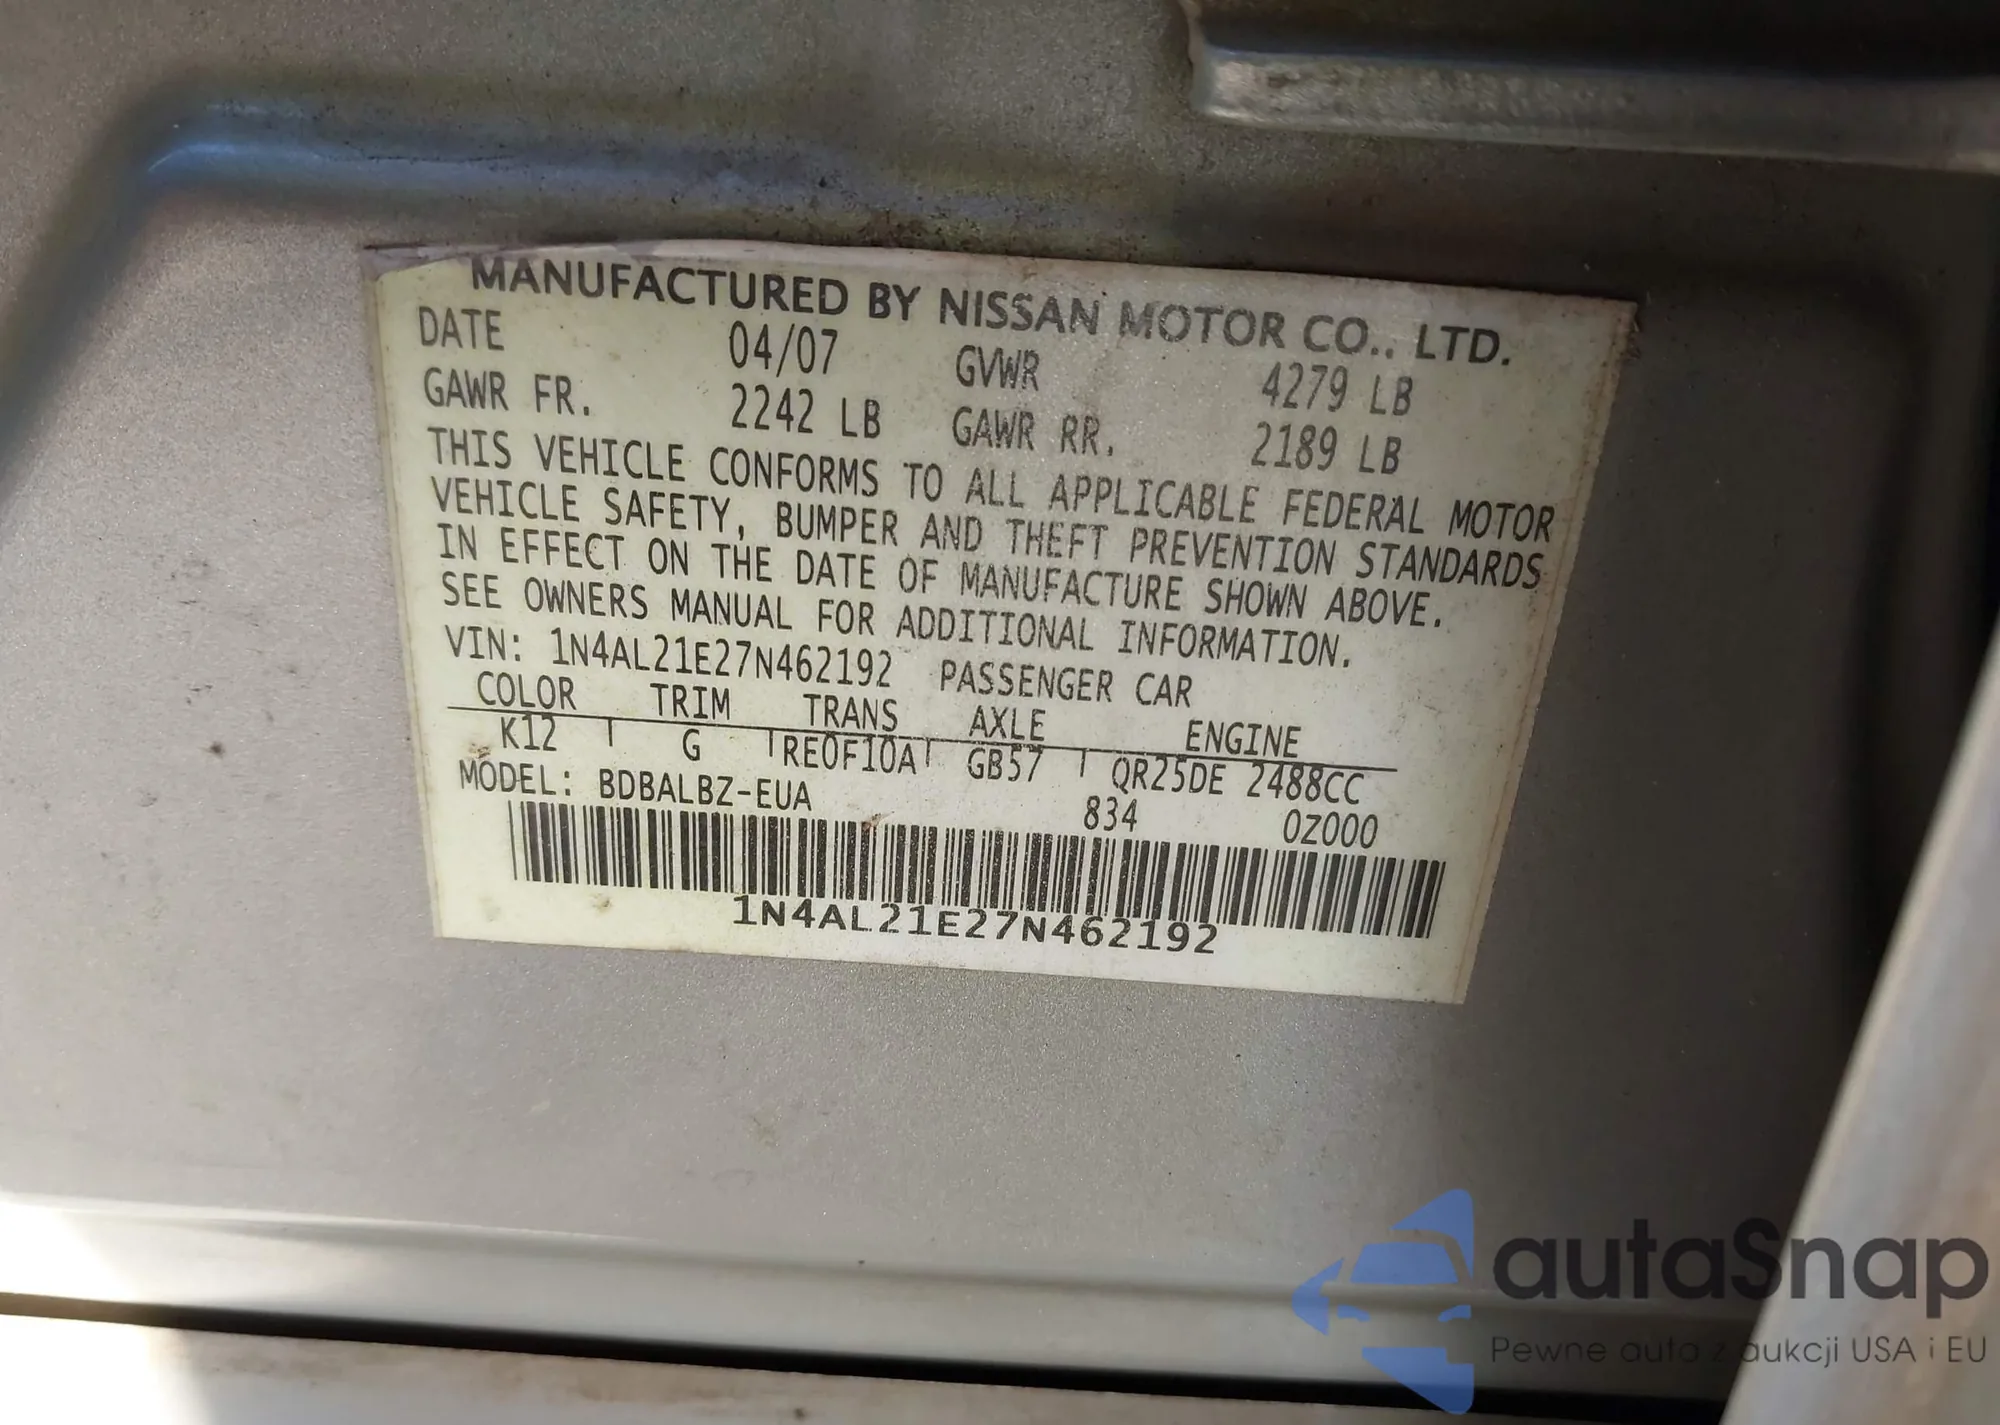 MANUFACTURED BY NISSAN MOTOR CO., LTD.
DATE 04/07 GVWR 4279 LB
GAWR FR. 2242 LB GAWR RR. 2189 LB
THIS VEHICLE CONFORMS TO ALL APPLICABLE FEDERAL MOTOR
VEHICLE SAFETY, BUMPER AND THEFT PREVENTION STANDARDS
IN EFFECT ON THE DATE OF MANUFACTURE SHOWN ABOVE.
SEE OWNERS MANUAL FOR ADDITIONAL INFORMATION.
VIN: 1N4AL21E27N462192 PASSENGER CAR
COLOR TRIM TRANS AXLE ENGINE
K12 G RE0F10A GB57 QR25DE 2488CC
MODEL: BDBALBZ-EUA 834 0Z000
1N4AL21E27N462192
autaSnap
Pewne auta z aukcji USA i EU